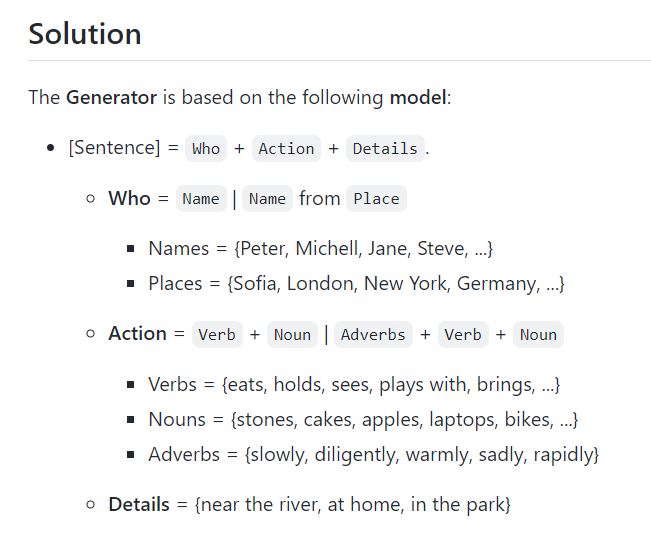 Solution
The Generator is based on the following model:
• [Sentence] = Who + Action + Details.
○ Who = Name | Name from Place
▪ Names = {Peter, Michell, Jane, Steve, ...}
▪ Places = {Sofia, London, New York, Germany, ...}
○ Action = Verb + Noun | Adverbs + Verb + Noun
▪ Verbs = {eats, holds, sees, plays with, brings, ...}
▪ Nouns = {stones, cakes, apples, laptops, bikes, ...}
▪ Adverbs = {slowly, diligently, warmly, sadly, rapidly}
○ Details = {near the river, at home, in the park}